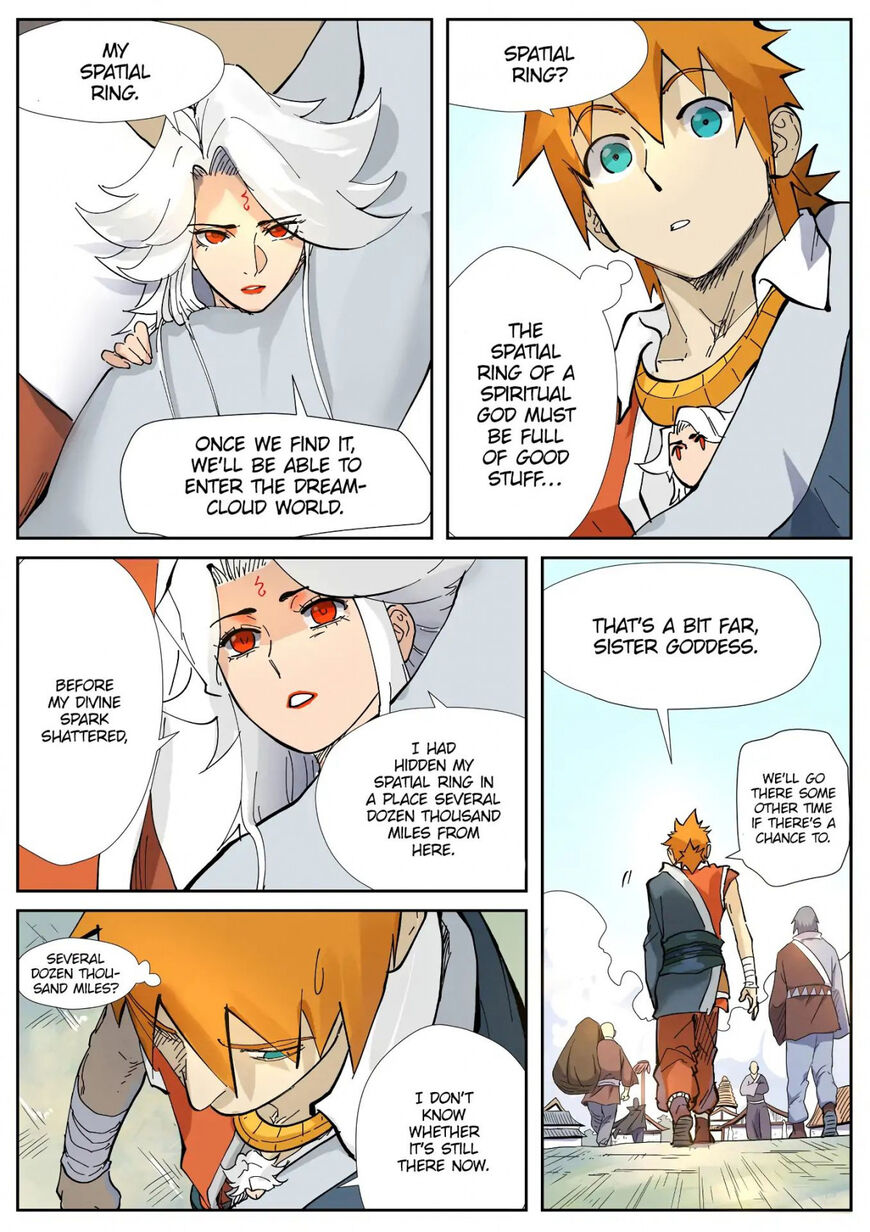 MY
SPATIAL
RING.
ONCE WE FIND IT,
WE'LL BE ABLE TO
ENTER THE DREAM-
CLOUD WORLD.
SPATIAL
RING?
THE
SPATIAL
RING OF A
SPIRITUAL
GOD MUST
BE FULL
OF GOOD
STUFF...
BEFORE
MY DIVINE
SPARK
SHATTERED,
I HAD
HIDDEN MY
SPATIAL RING IN
A PLACE SEVERAL
DOZEN THOUSAND
MILES FROM
HERE.
SEVERAL
DOZEN THOU-
SAND MILES?
I DON'T
KNOW
WHETHER
IT'S STILL
THERE NOW.
THAT'S A BIT FAR,
SISTER GODDESS.
WE'LL GO
THERE SOME
OTHER TIME
IF THERE'S A
CHANCE TO.